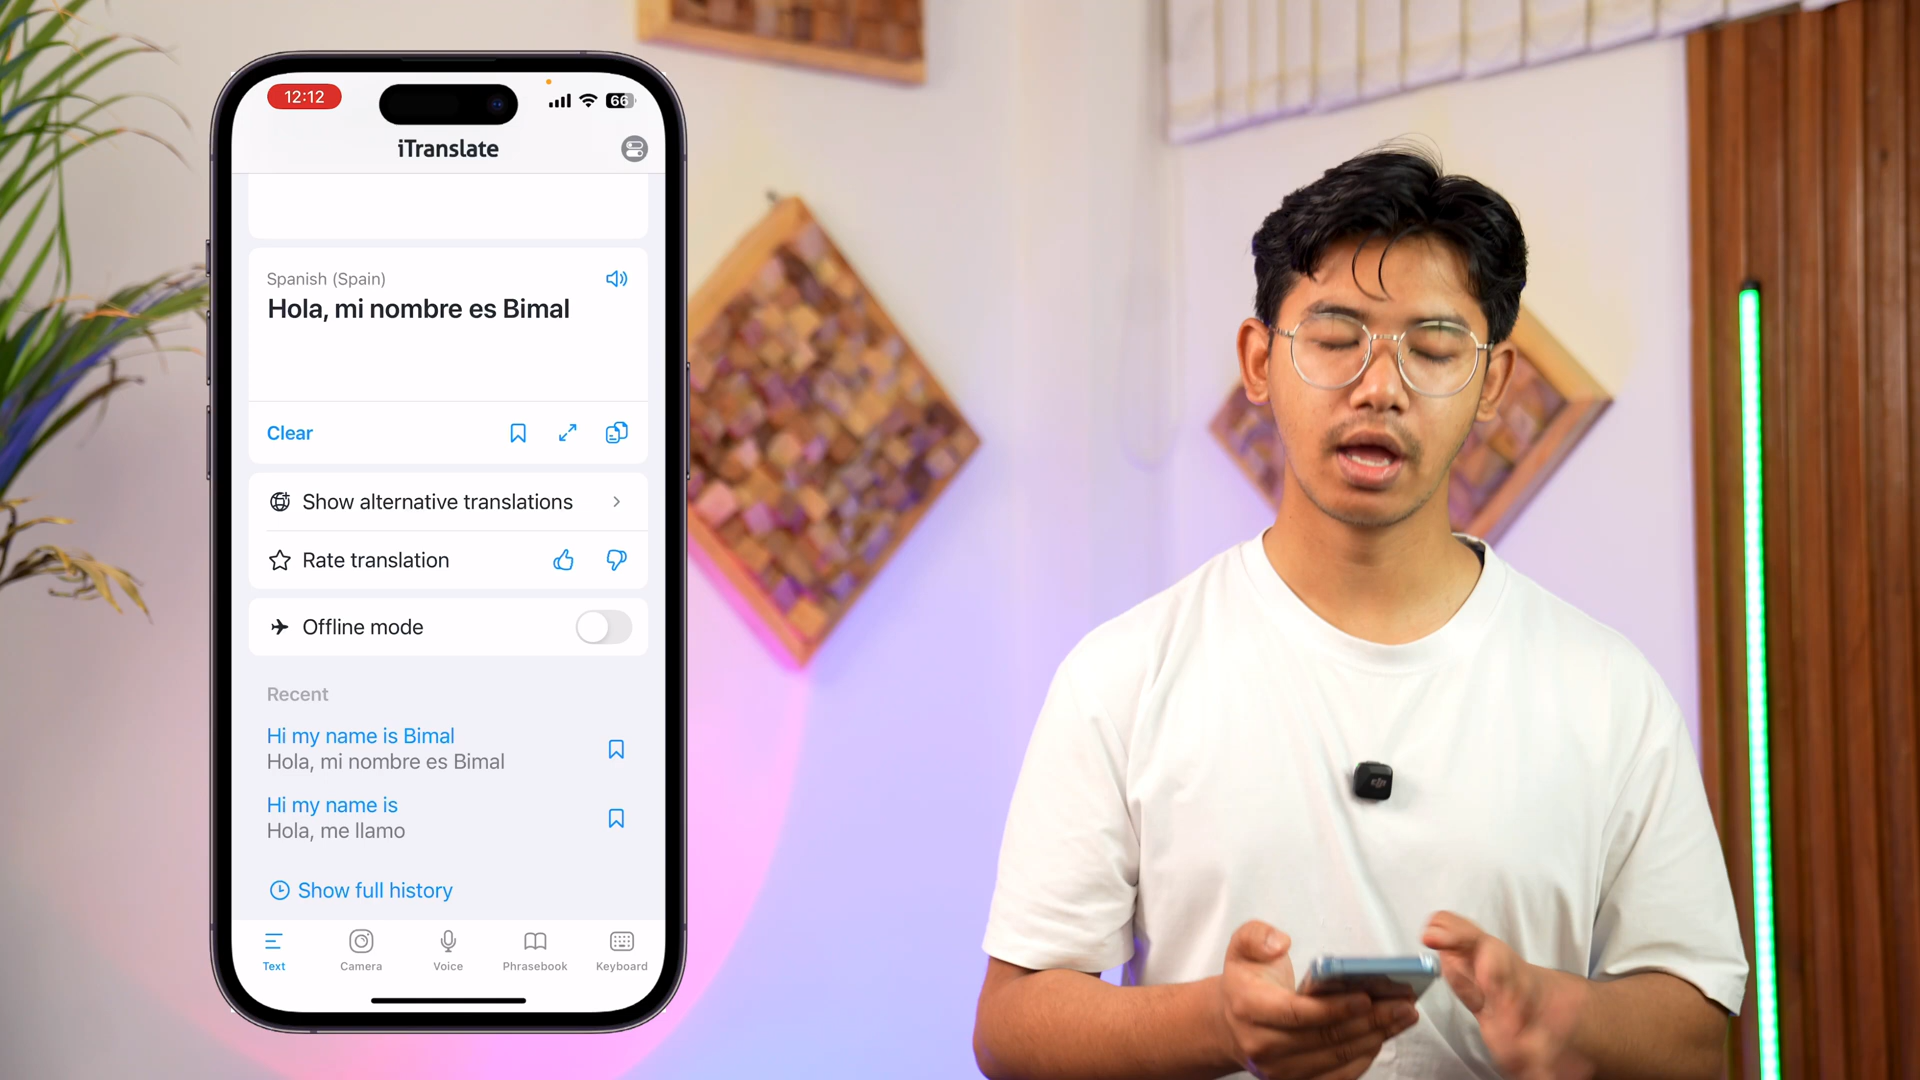 12:12
66
iTranslate
Spanish (Spain)
Hola, mi nombre es Bimal
Clear
Show alternative translations
Rate translation
Offline mode
Recent
Hi my name is Bimal
Hola, mi nombre es Bimal
Hi my name is
Hola, me llamo
Show full history
Text
Camera
Voice
Phrasebook
Keyboard
dji